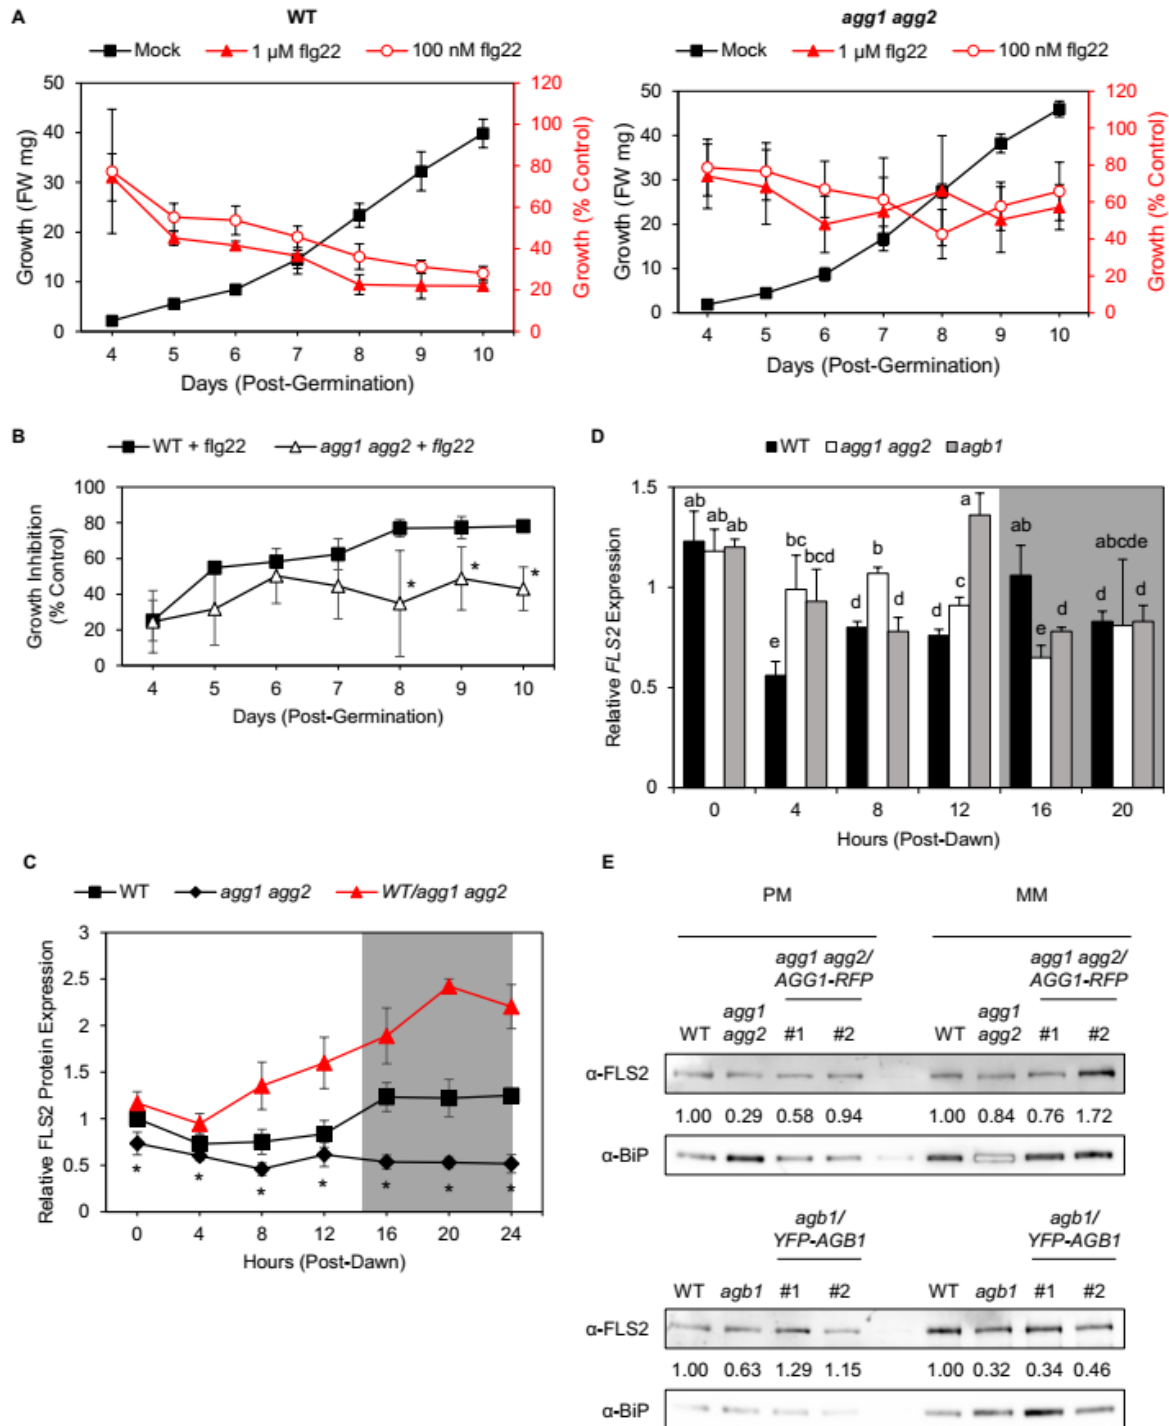 A
WT
Mock 1 µM flg22 100 nM flg22
50
40
30
20
10
0
Growth (FW mg)
120
100
80
60
40
20
0
Growth (% Control)
4 5 6 7 8 9 10
Days (Post-Germination)
agg1 agg2
Mock 1 µM flg22 100 nM flg22
50
40
30
20
10
0
Growth (FW mg)
120
100
80
60
40
20
0
Growth (% Control)
4 5 6 7 8 9 10
Days (Post-Germination)
B
WT + flg22 agg1 agg2 + flg22
100
80
60
40
20
0
Growth Inhibition
(% Control)
* * *
4 5 6 7 8 9 10
Days (Post-Germination)
C
WT agg1 agg2 WT/agg1 agg2
3
2.5
2
1.5
1
0.5
0
Relative FLS2 Protein Expression
* * * * * * *
0 4 8 12 16 20 24
Hours (Post-Dawn)
D
WT agg1 agg2 agb1
1.5
1
0.5
0
Relative FLS2 Expression
ab ab ab
e bc bcd
d b d
d c a
ab e d
d abcde d
0 4 8 12 16 20
Hours (Post-Dawn)
E
PM MM
agg1 agg2/ agg1 agg2/
AGG1-RFP AGG1-RFP
agg1 agg1
WT agg2 #1 #2 WT agg2 #1 #2
α-FLS2
1.00 0.29 0.58 0.94 1.00 0.84 0.76 1.72
α-BiP
agb1/ agb1/
YFP-AGB1 YFP-AGB1
WT agb1 #1 #2 WT agb1 #1 #2
α-FLS2
1.00 0.63 1.29 1.15 1.00 0.32 0.34 0.46
α-BiP